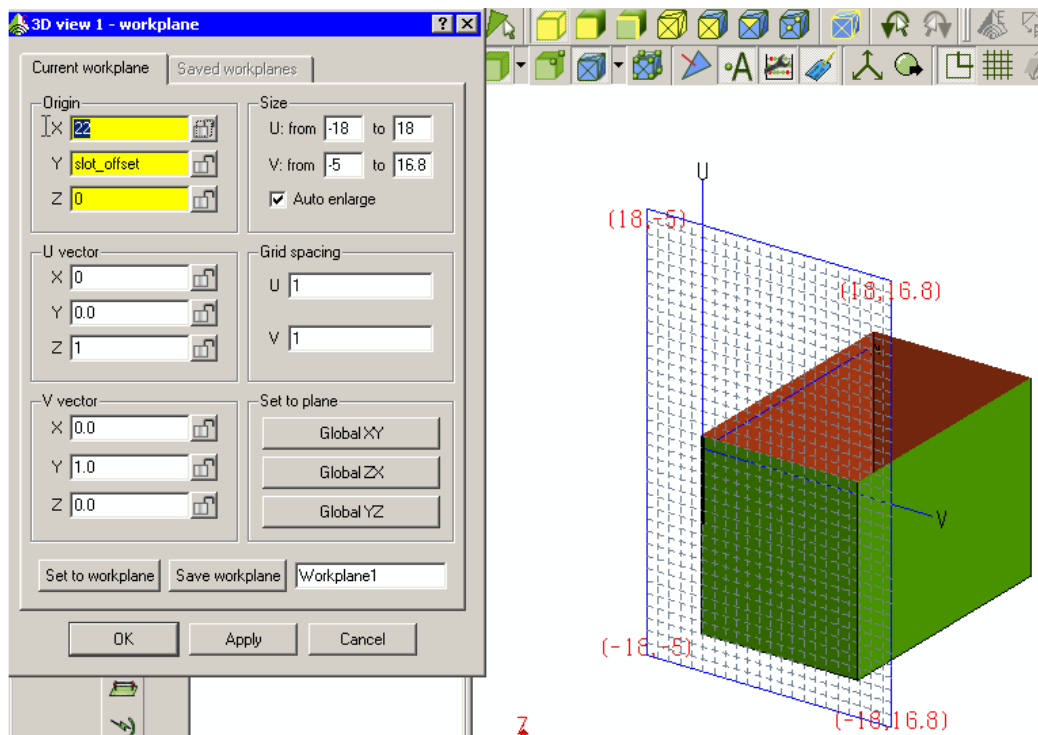 3D view 1 - workplane
Current workplane
Saved workplanes
Origin
X 22
Y slot_offset
Z 0
Size
U: from -18 to 18
V: from -5 to 16.8
Auto enlarge
U vector
X 0
Y 0.0
Z 1
Grid spacing
U 1
V 1
V vector
X 0.0
Y 1.0
Z 0.0
Set to plane
Global XY
Global ZX
Global YZ
Set to workplane
Save workplane
Workplane1
OK
Apply
Cancel
A
E
U
(18,-5)
(18,16.8)
V
(-18,-5)
(-18,16.8)
Z